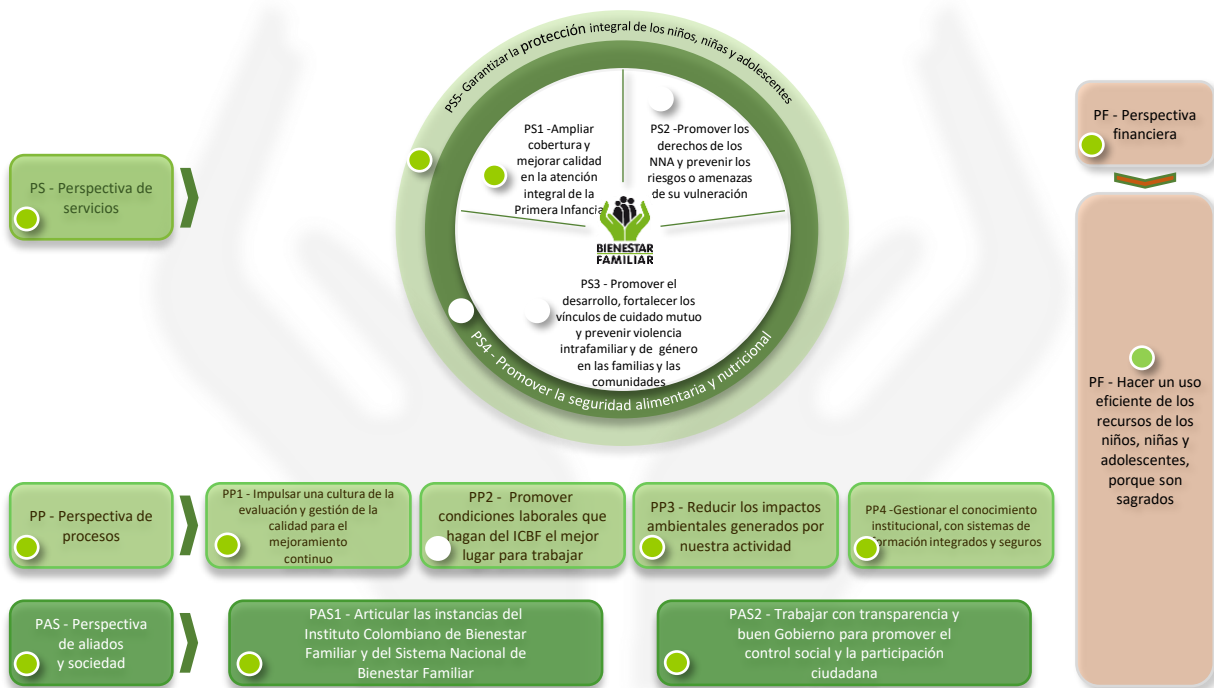 PS5- Garantizar la protección integral de los niños, niñas y adolescentes
PS1 -Ampliar
cobertura y
mejorar calidad
en la atención
integral de la
Primera Infancia
PS2 -Promover los
derechos de los
NNA y prevenir los
riesgos o amenazas
de su vulneración
BIENESTAR
FAMILIAR
PS3 - Promover el
desarrollo, fortalecer los
vínculos de cuidado mutuo
y prevenir violencia
intrafamiliar y de género
en las familias y las
comunidades
PS4 - Promover la seguridad alimentaria y nutricional
PS - Perspectiva de
servicios
PF - Perspectiva
financiera
PF - Hacer un uso
eficiente de los
recursos de los
niños, niñas y
adolescentes,
porque son
sagrados
PP - Perspectiva de
procesos
PP1 - Impulsar una cultura de la
evaluación y gestión de la
calidad para el
mejoramiento
continuo
PP2 - Promover
condiciones laborales que
hagan del ICBF el mejor
lugar para trabajar
PP3 - Reducir los impactos
ambientales generados por
nuestra actividad
PP4 -Gestionar el conocimiento
institucional, con sistemas de
formación integrados y seguros
PAS - Perspectiva
de aliados
y sociedad
PAS1 - Articular las instancias del
Instituto Colombiano de Bienestar
Familiar y del Sistema Nacional de
Bienestar Familiar
PAS2 - Trabajar con transparencia y
buen Gobierno para promover el
control social y la participación
ciudadana